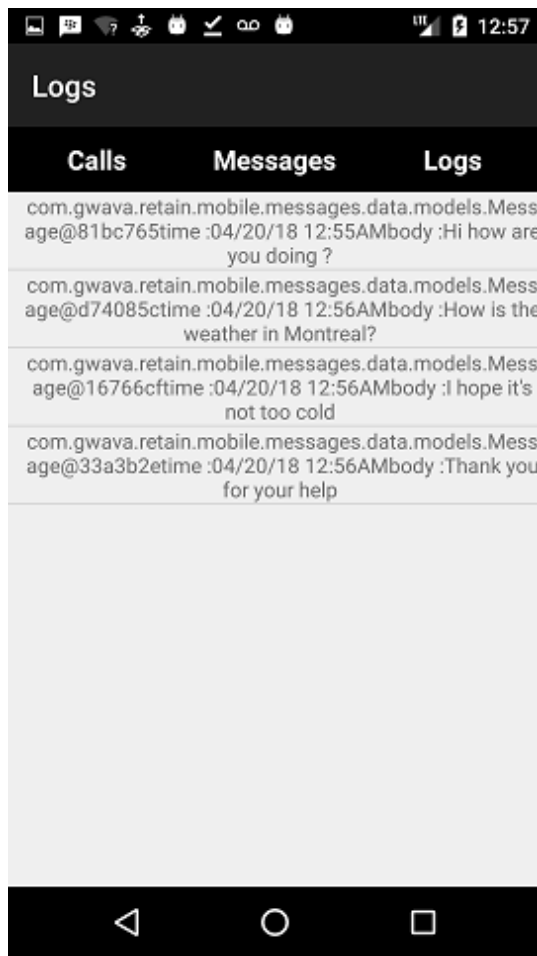 LTE 12:57
Logs
Calls Messages Logs
com.gwava.retain.mobile.messages.data.models.Mess
age@81bc765time :04/20/18 12:55AMbody :Hi how are
you doing ?
com.gwava.retain.mobile.messages.data.models.Mess
age@d74085ctime :04/20/18 12:56AMbody :How is the
weather in Montreal?
com.gwava.retain.mobile.messages.data.models.Mess
age@16766cftime :04/20/18 12:56AMbody :I hope it's
not too cold
com.gwava.retain.mobile.messages.data.models.Mess
age@33a3b2etime :04/20/18 12:56AMbody :Thank you
for your help